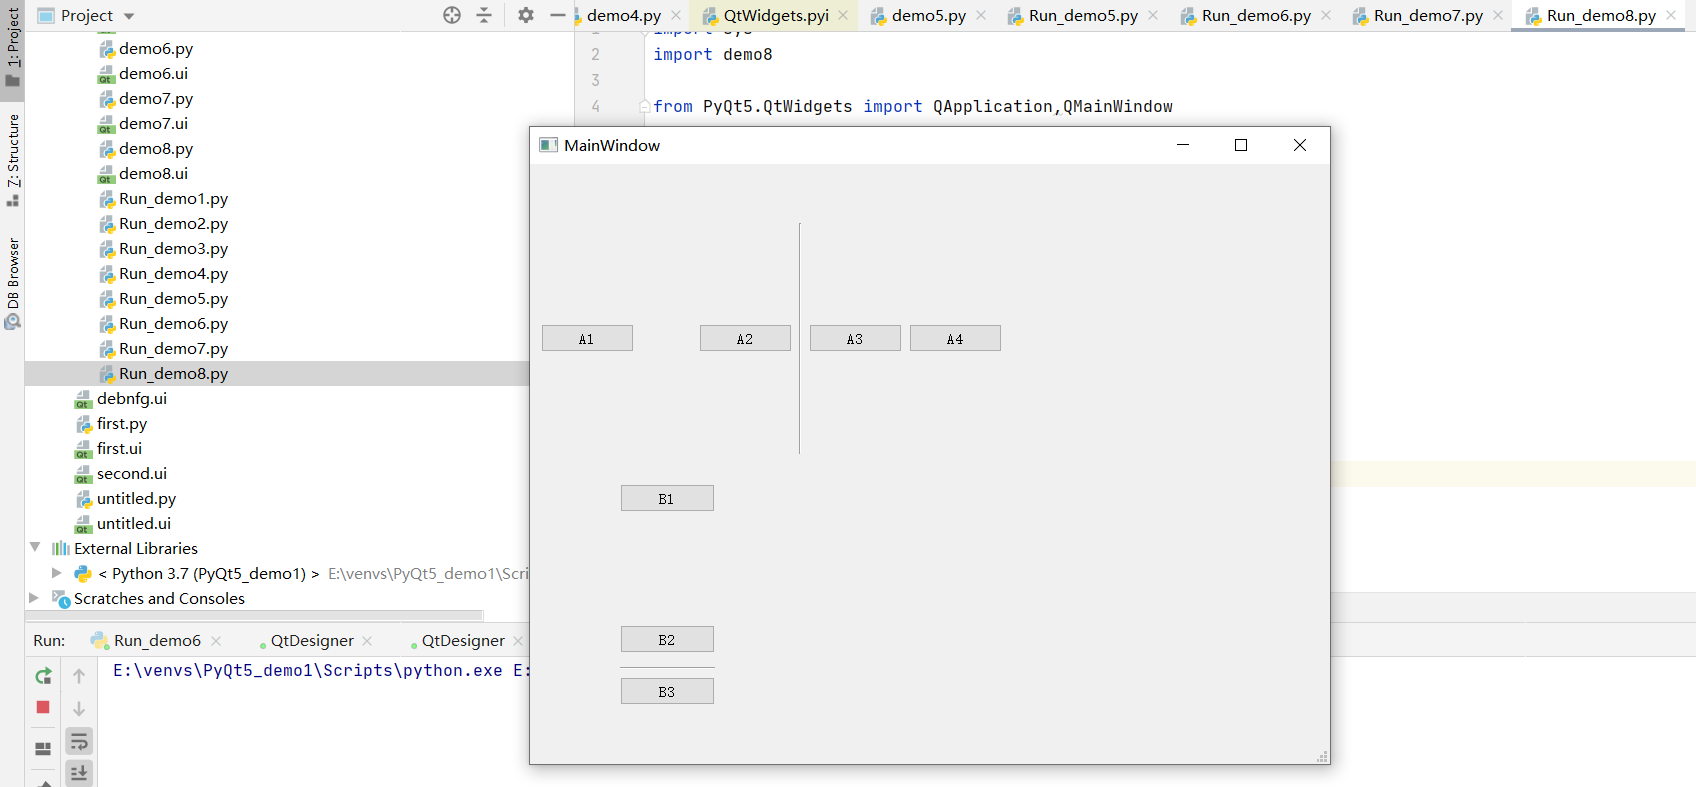 1: Project
Z: Structure
DB Browser
Project
demo6.py
demo6.ui
demo7.py
demo7.ui
demo8.py
demo8.ui
Run_demo1.py
Run_demo2.py
Run_demo3.py
Run_demo4.py
Run_demo5.py
Run_demo6.py
Run_demo7.py
Run_demo8.py
debnfg.ui
first.py
first.ui
second.ui
untitled.py
untitled.ui
External Libraries
< Python 3.7 (PyQt5_demo1) > E:\venvs\PyQt5_demo1\Scri
Scratches and Consoles
demo4.py QtWidgets.pyi demo5.py Run_demo5.py Run_demo6.py Run_demo7.py Run_demo8.py
2 import demo8
3
4 from PyQt5.QtWidgets import QApplication,QMainWindow
MainWindow
A1 A2 A3 A4
B1
B2
B3
Run: Run_demo6 QtDesigner QtDesigner
E:\venvs\PyQt5_demo1\Scripts\python.exe E: